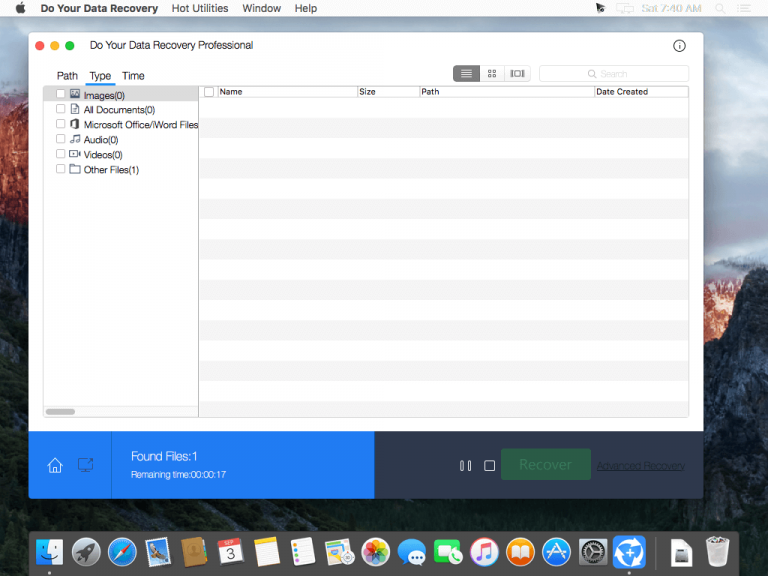 Do Your Data Recovery Hot Utilities Window Help Sat 7:40 AM
Do Your Data Recovery Professional
Path Type Time
Search
Name Size Path Date Created
Images(0)
All Documents(0)
Microsoft Office/iWord Files
Audio(0)
Videos(0)
Other Files(1)
Found Files:1
Remaining time:00:00:17
Recover Advanced Recovery
SEP
3